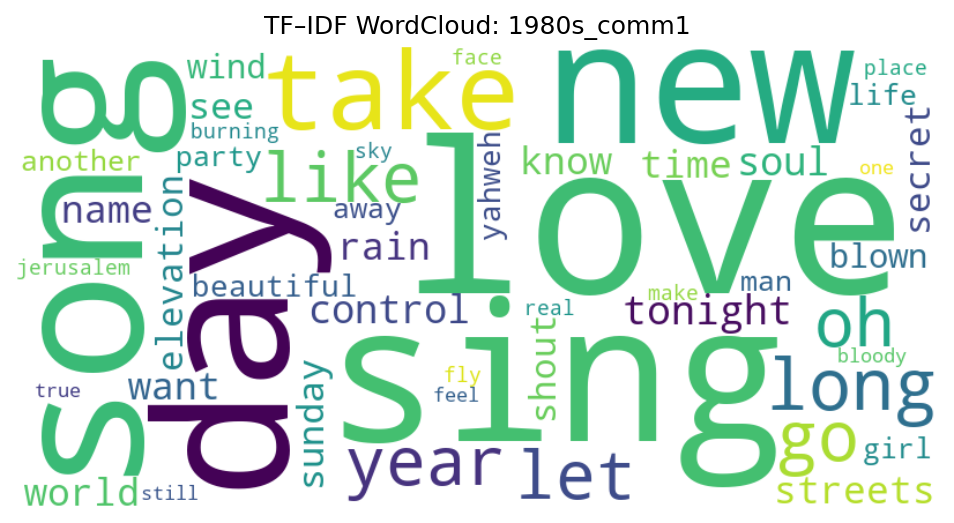 TF–IDF WordCloud: 1980s_comm1
wind
take
face
new
place
life
see
burning
song
another
party
like
sky
yahweh
know
time
soul
one
secret
name
day
away
love
elevation
rain
blown
jerusalem
beautiful
control
real
make
man
tonight
oh
sing
shout
bloody
true
want
sunday
fly
feel
long
year
let
go
girl
world
still
streets